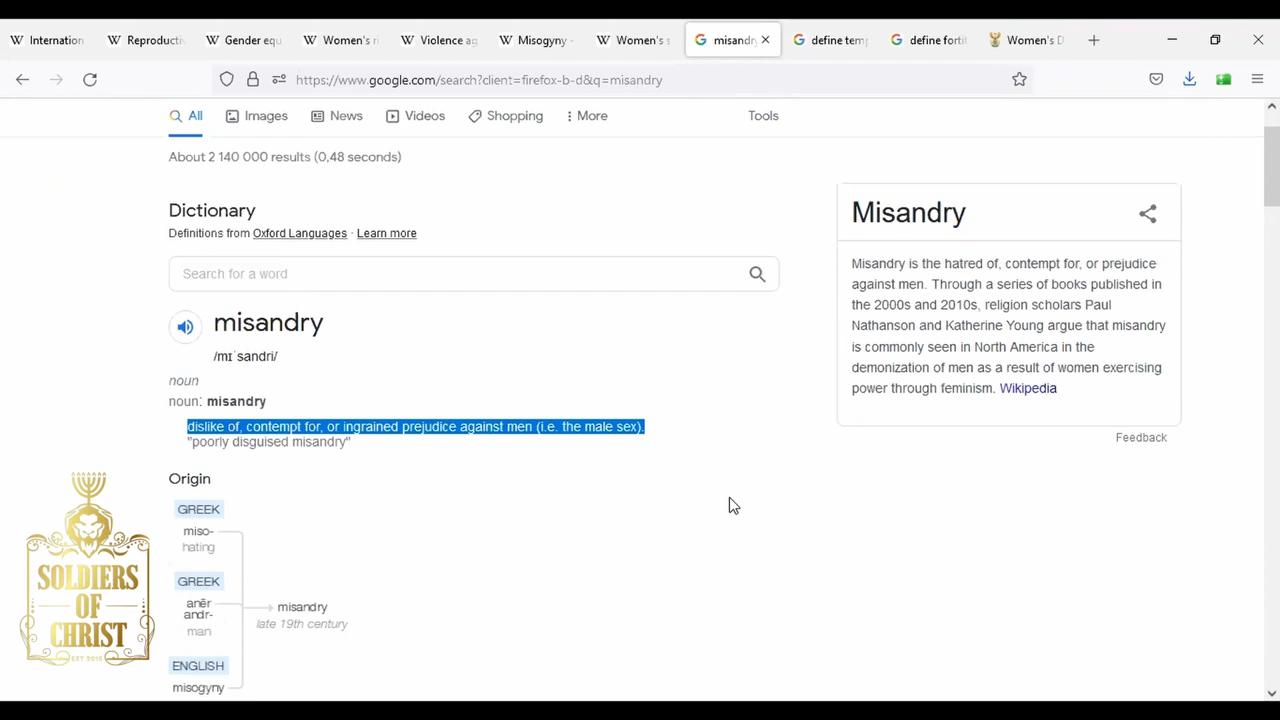 Internation
Reproductiv
Gender equ
Women's ri
Violence ag
Misogyny -
Women's s
misandry
define temp
define fortit
Women's D
https://www.google.com/search?client=firefox-b-d&q=misandry
All
Images
News
Videos
Shopping
More
Tools
About 2 140 000 results (0,48 seconds)
Dictionary
Definitions from Oxford Languages · Learn more
Search for a word
misandry
/mɪˈsandri/
noun
noun: misandry
dislike of, contempt for, or ingrained prejudice against men (i.e. the male sex).
"poorly disguised misandry"
Origin
GREEK
miso-
hating
GREEK
anēr
andr-
man
ENGLISH
misogyny
misandry
late 19th century
Misandry
Misandry is the hatred of, contempt for, or prejudice
against men. Through a series of books published in
the 2000s and 2010s, religion scholars Paul
Nathanson and Katherine Young argue that misandry
is commonly seen in North America in the
demonization of men as a result of women exercising
power through feminism. Wikipedia
Feedback
SOLDIERS
OF
CHRIST